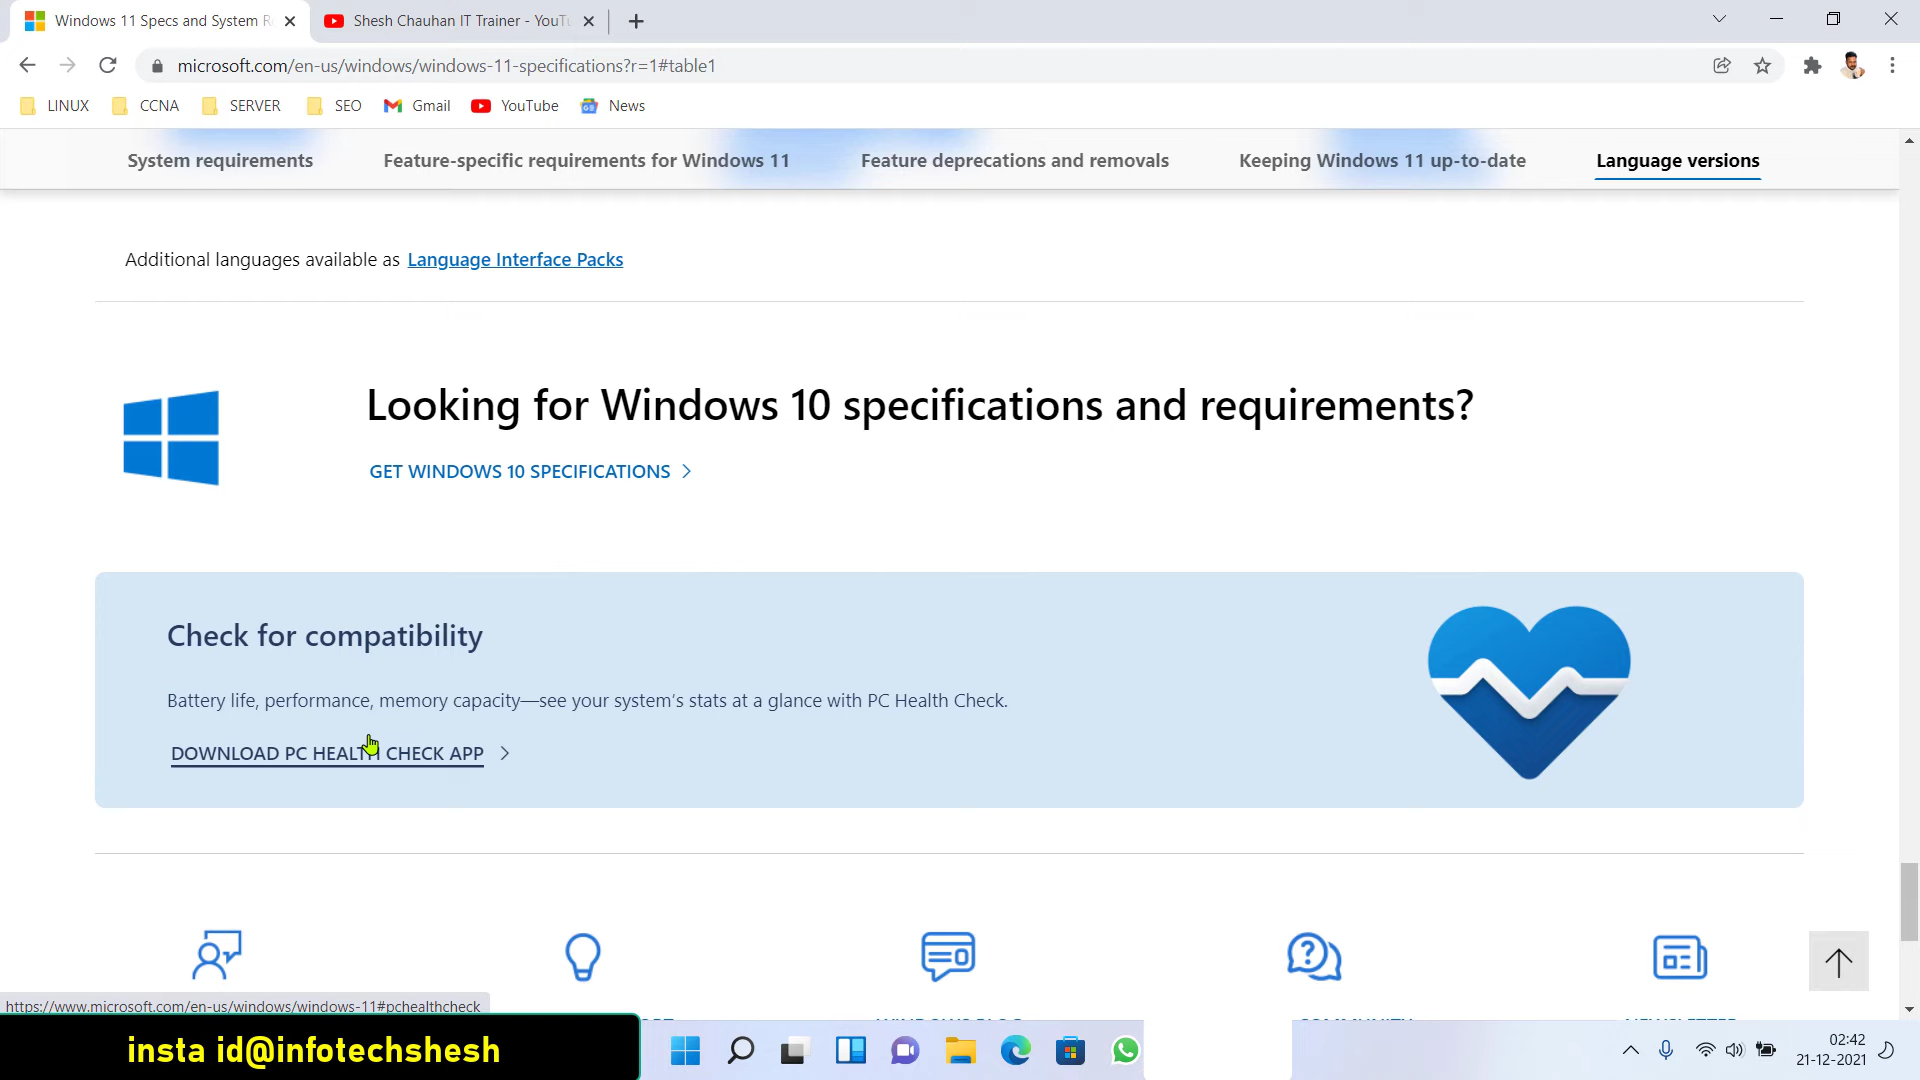 Windows 11 Specs and System R
Shesh Chauhan IT Trainer - YouTu
microsoft.com/en-us/windows/windows-11-specifications?r=1#table1
LINUX
CCNA
SERVER
SEO
Gmail
YouTube
News
System requirements
Feature-specific requirements for Windows 11
Feature deprecations and removals
Keeping Windows 11 up-to-date
Language versions
Additional languages available as Language Interface Packs
Looking for Windows 10 specifications and requirements?
GET WINDOWS 10 SPECIFICATIONS
Check for compatibility
Battery life, performance, memory capacity—see your system's stats at a glance with PC Health Check.
DOWNLOAD PC HEALTH CHECK APP
https://www.microsoft.com/en-us/windows/windows-11#pchealthcheck
WINDOWS BLOG
COMMUNITY
NEWSLETTER
insta id@infotechshesh
02:42
21-12-2021